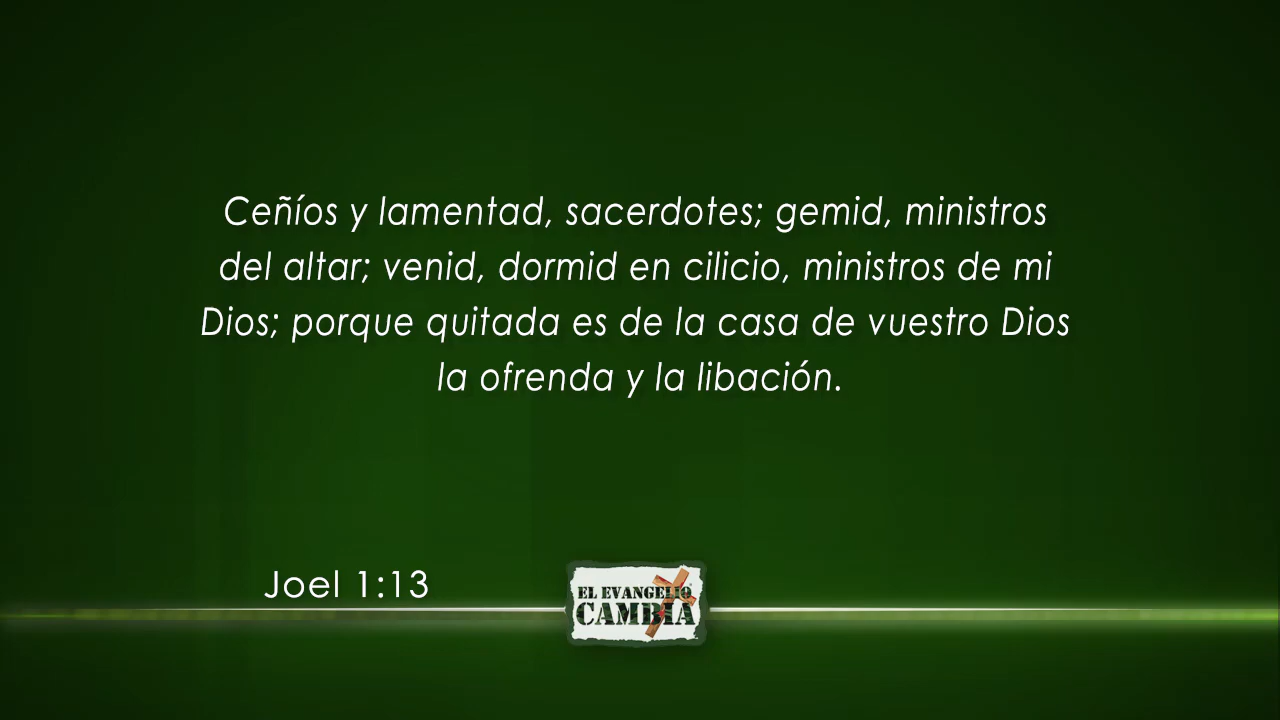 Ceñíos y lamentad, sacerdotes; gemid, ministros
del altar; venid, dormid en cilicio, ministros de mi
Dios; porque quitada es de la casa de vuestro Dios
la ofrenda y la libación.
Joel 1:13
EL EVANGELIO
CAMBIA